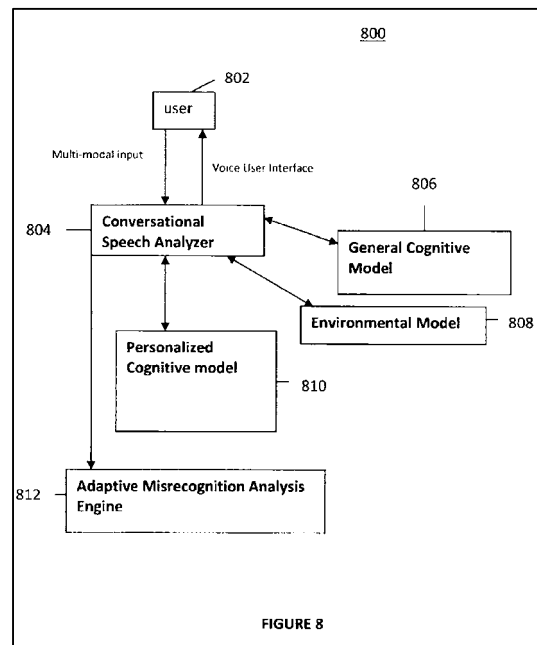 800
802
user
Multi-modal input
Voice User Interface
806
804
Conversational
Speech Analyzer
General Cognitive
Model
Environmental Model
808
Personalized
Cognitive model
810
812
Adaptive Misrecognition Analysis
Engine
FIGURE 8